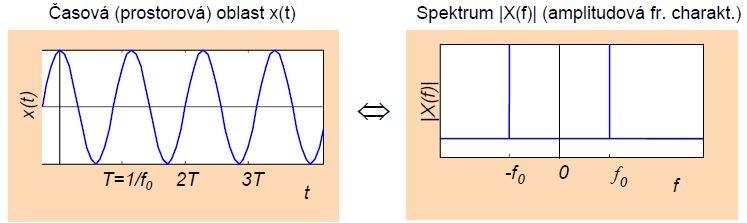 Časová (prostorová) oblast x(t)
x(t)
T=1/f₀ 2T 3T
t
⇔
Spektrum |X(f)| (amplitudová fr. charakt.)
|X(f)|
-f₀ 0 f₀
f